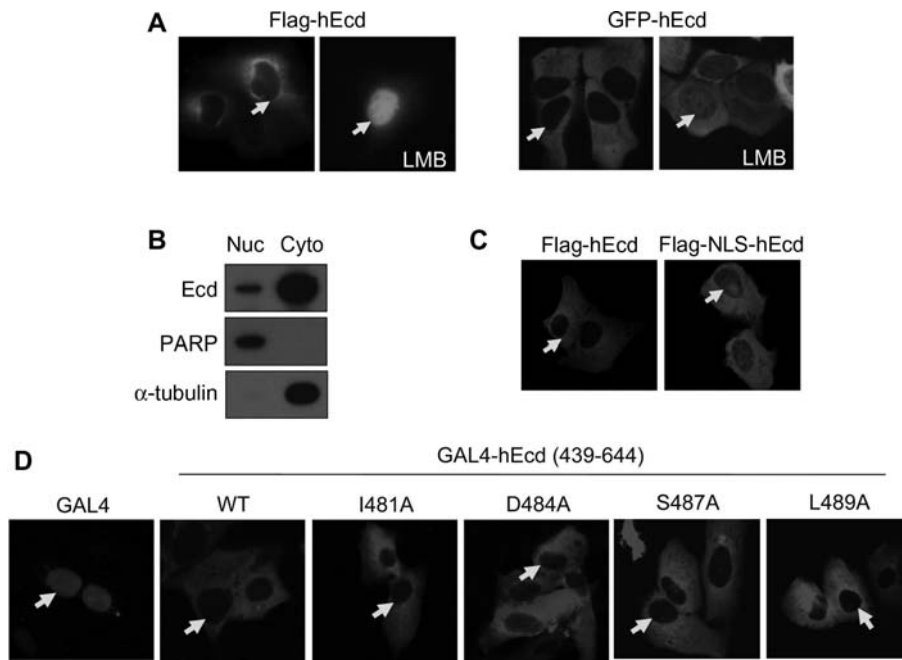 A
Flag-hEcd
GFP-hEcd
LMB
LMB
B
Nuc Cyto
Ecd
PARP
α-tubulin
C
Flag-hEcd Flag-NLS-hEcd
D
GAL4-hEcd (439-644)
GAL4 WT I481A D484A S487A L489A